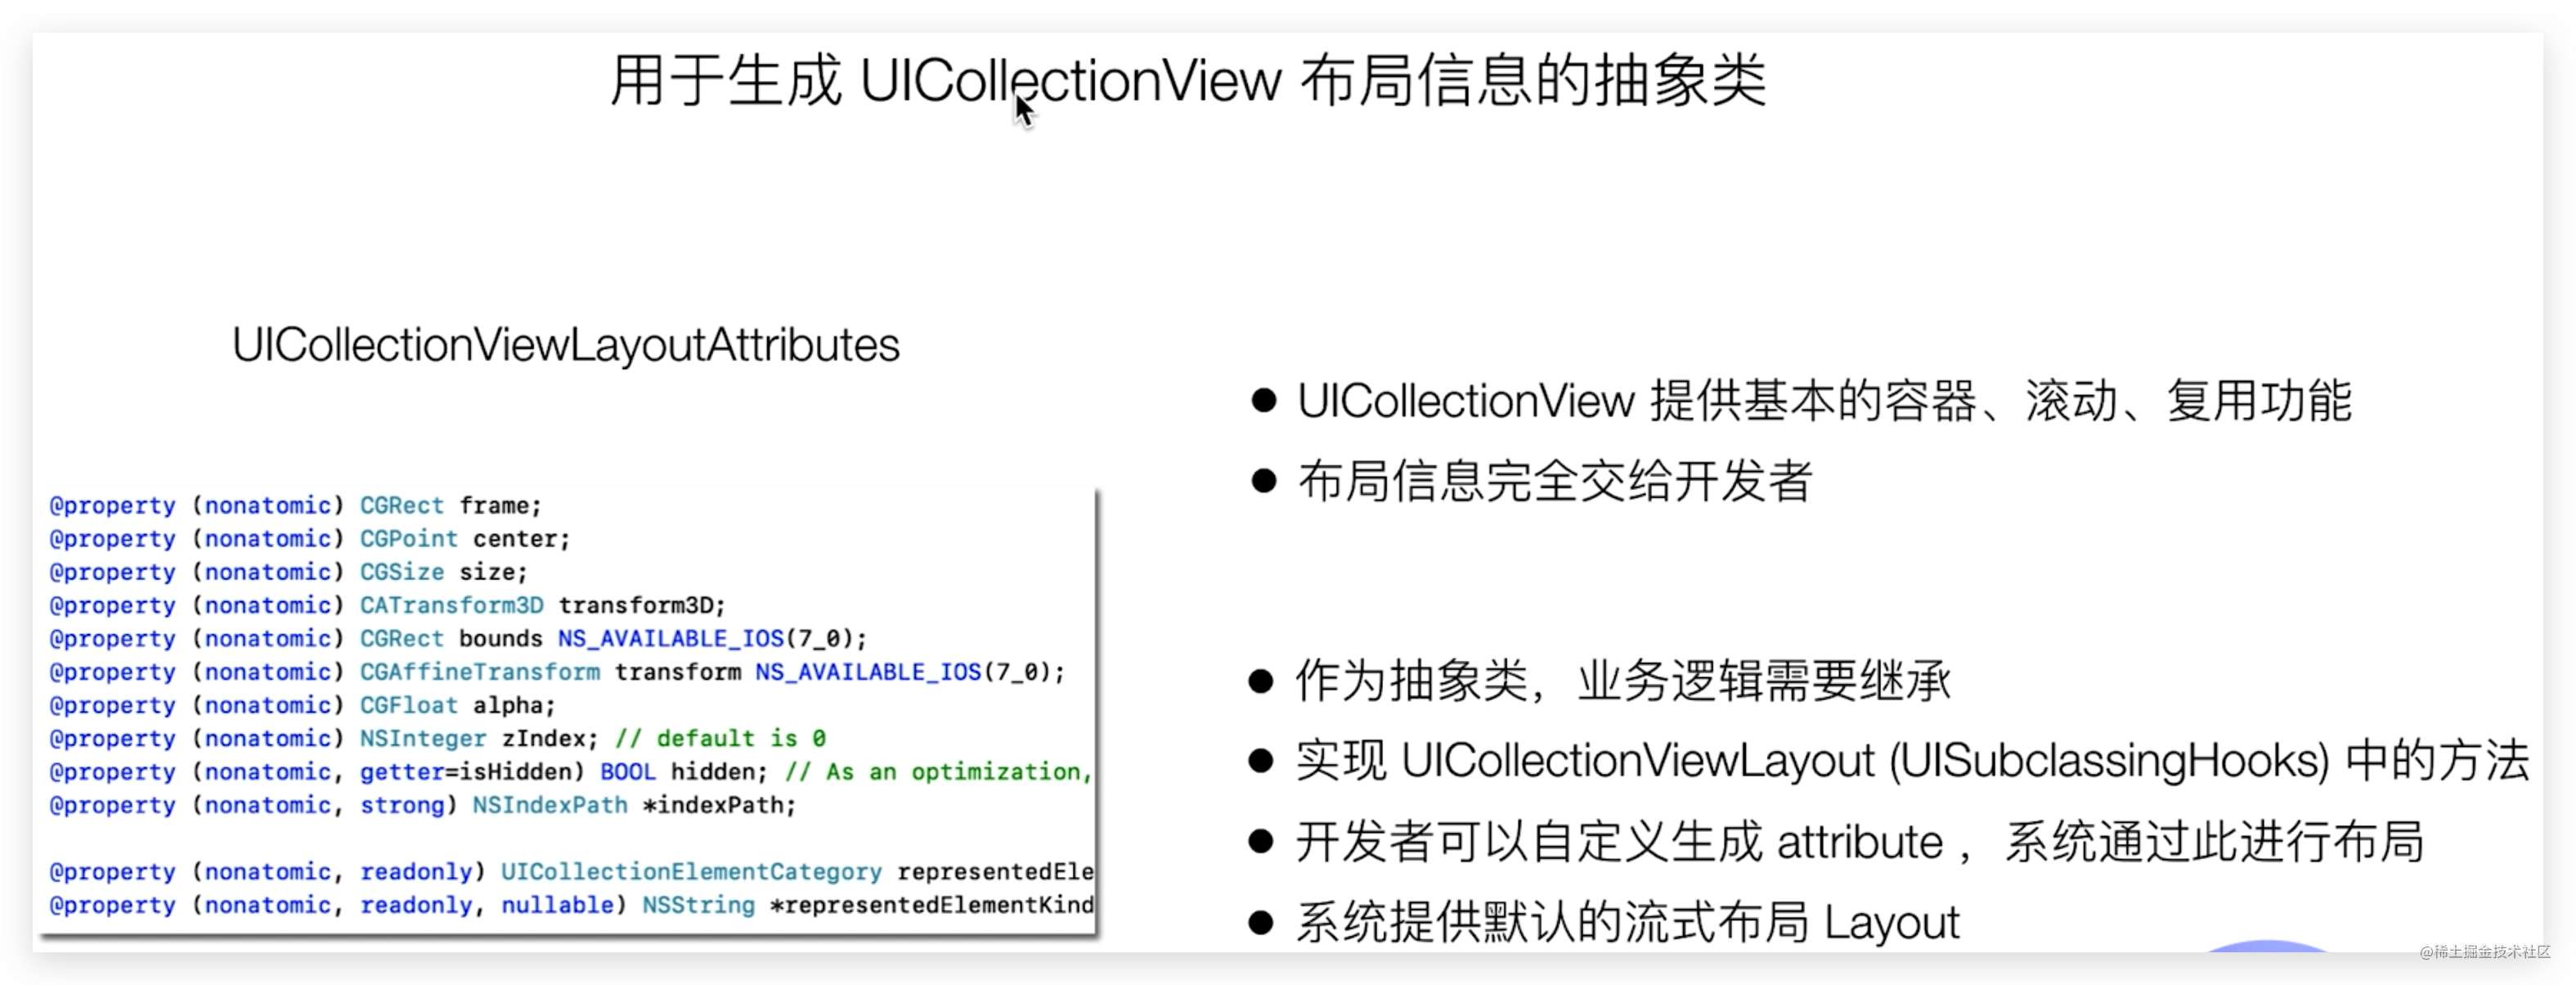 用于生成 UICollectionView 布局信息的抽象类
UICollectionViewLayoutAttributes
@property (nonatomic) CGRect frame;
@property (nonatomic) CGPoint center;
@property (nonatomic) CGSize size;
@property (nonatomic) CATransform3D transform3D;
@property (nonatomic) CGRect bounds NS_AVAILABLE_IOS(7_0);
@property (nonatomic) CGAffineTransform transform NS_AVAILABLE_IOS(7_0);
@property (nonatomic) CGFloat alpha;
@property (nonatomic) NSInteger zIndex; // default is 0
@property (nonatomic, getter=isHidden) BOOL hidden; // As an optimization,
@property (nonatomic, strong) NSIndexPath *indexPath;
@property (nonatomic, readonly) UICollectionElementCategory representedEle
@property (nonatomic, readonly, nullable) NSString *representedElementKind
● UICollectionView 提供基本的容器、滚动、复用功能
● 布局信息完全交给开发者
● 作为抽象类，业务逻辑需要继承
● 实现 UICollectionViewLayout (UISubclassingHooks) 中的方法
● 开发者可以自定义生成 attribute ，系统通过此进行布局
● 系统提供默认的流式布局 Layout
@稀土掘金技术社区